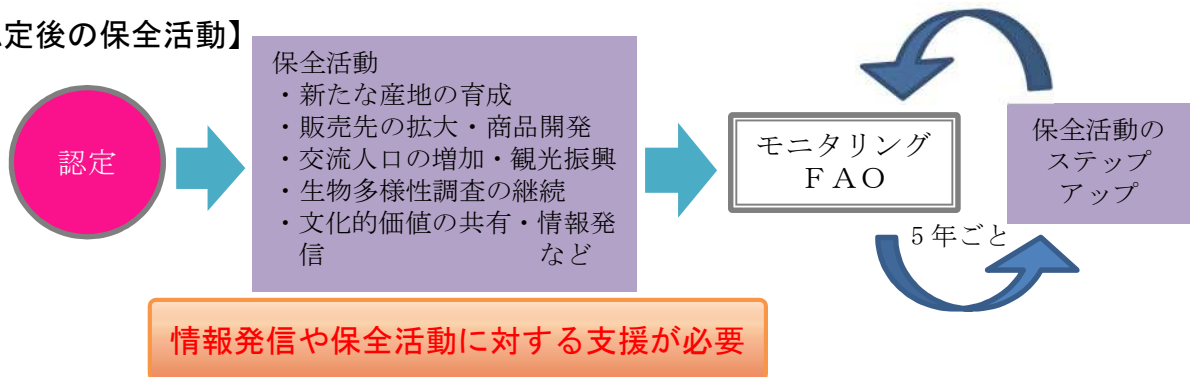 定後の保全活動】
認定
保全活動
・新たな産地の育成
・販売先の拡大・商品開発
・交流人口の増加・観光振興
・生物多様性調査の継続
・文化的価値の共有・情報発
信 など
モニタリング
ＦＡＯ
保全活動の
ステップ
アップ
５年ごと
情報発信や保全活動に対する支援が必要